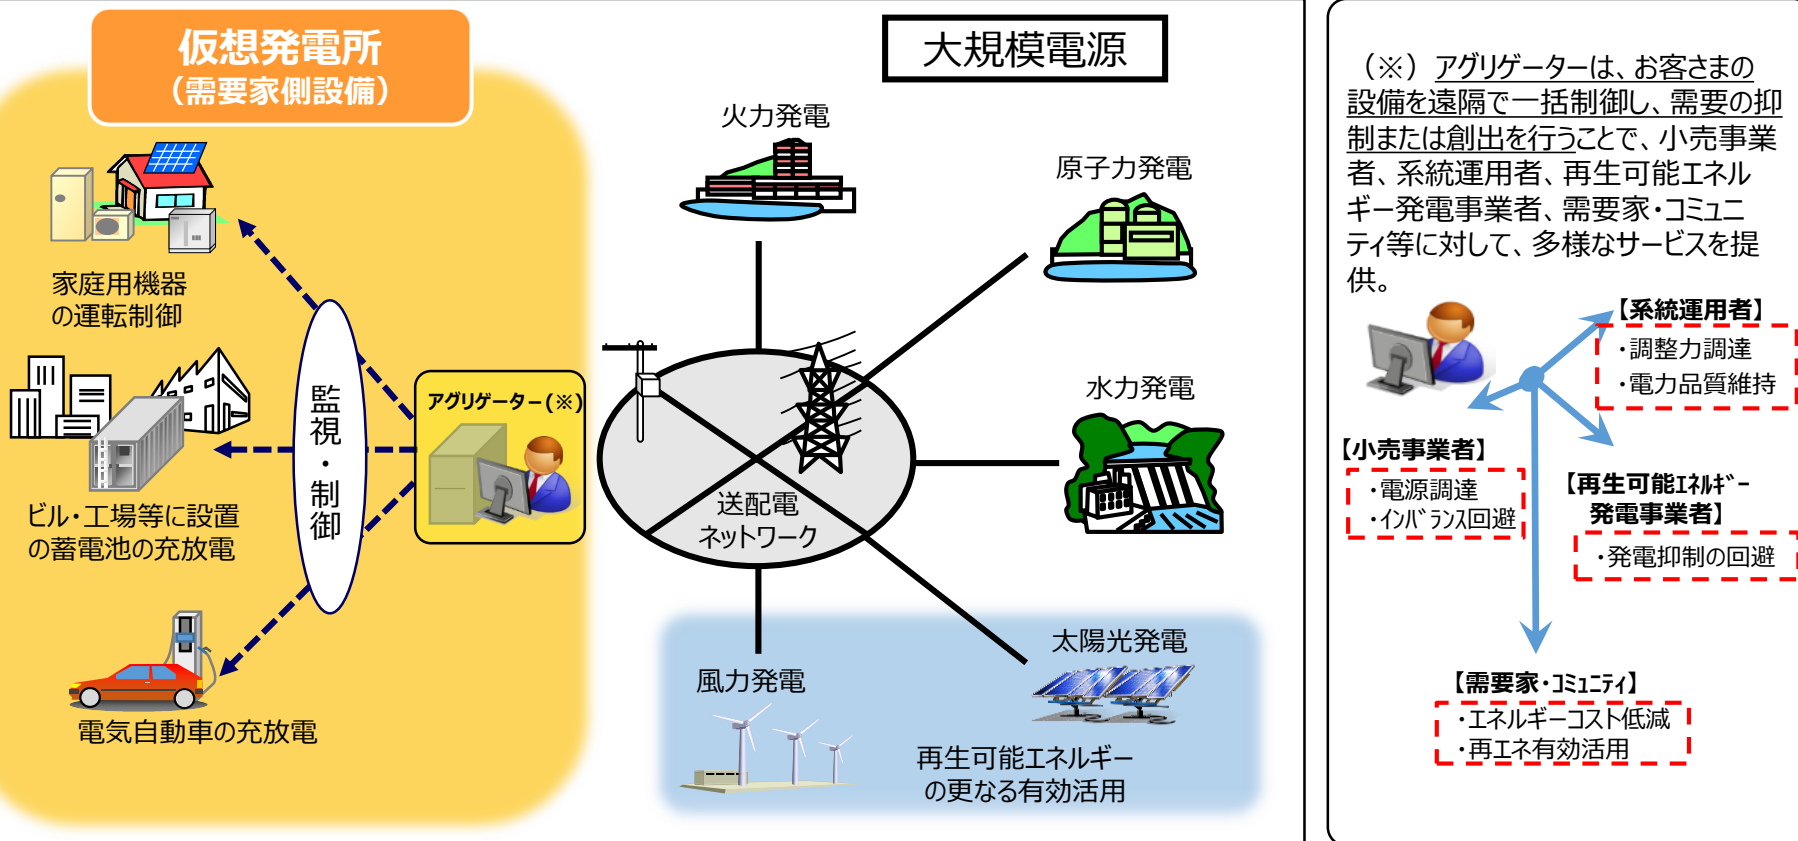 仮想発電所
（需要家側設備）
家庭用機器
の運転制御
ビル・工場等に設置
の蓄電池の充放電
電気自動車の充放電
監視・制御
アグリゲーター(※)
大規模電源
火力発電
原子力発電
水力発電
送配電
ネットワーク
風力発電
太陽光発電
再生可能エネルギー
の更なる有効活用
（※）アグリゲーターは、お客さまの
設備を遠隔で一括制御し、需要の抑
制または創出を行うことで、小売事業
者、系統運用者、再生可能エネル
ギー発電事業者、需要家・コミュニ
ティ等に対して、多様なサービスを提
供。
【系統運用者】
・調整力調達
・電力品質維持
【小売事業者】
・電源調達
・インバランス回避
【再生可能エネルギー
発電事業者】
・発電抑制の回避
【需要家・コミュニティ】
・エネルギーコスト低減
・再エネ有効活用